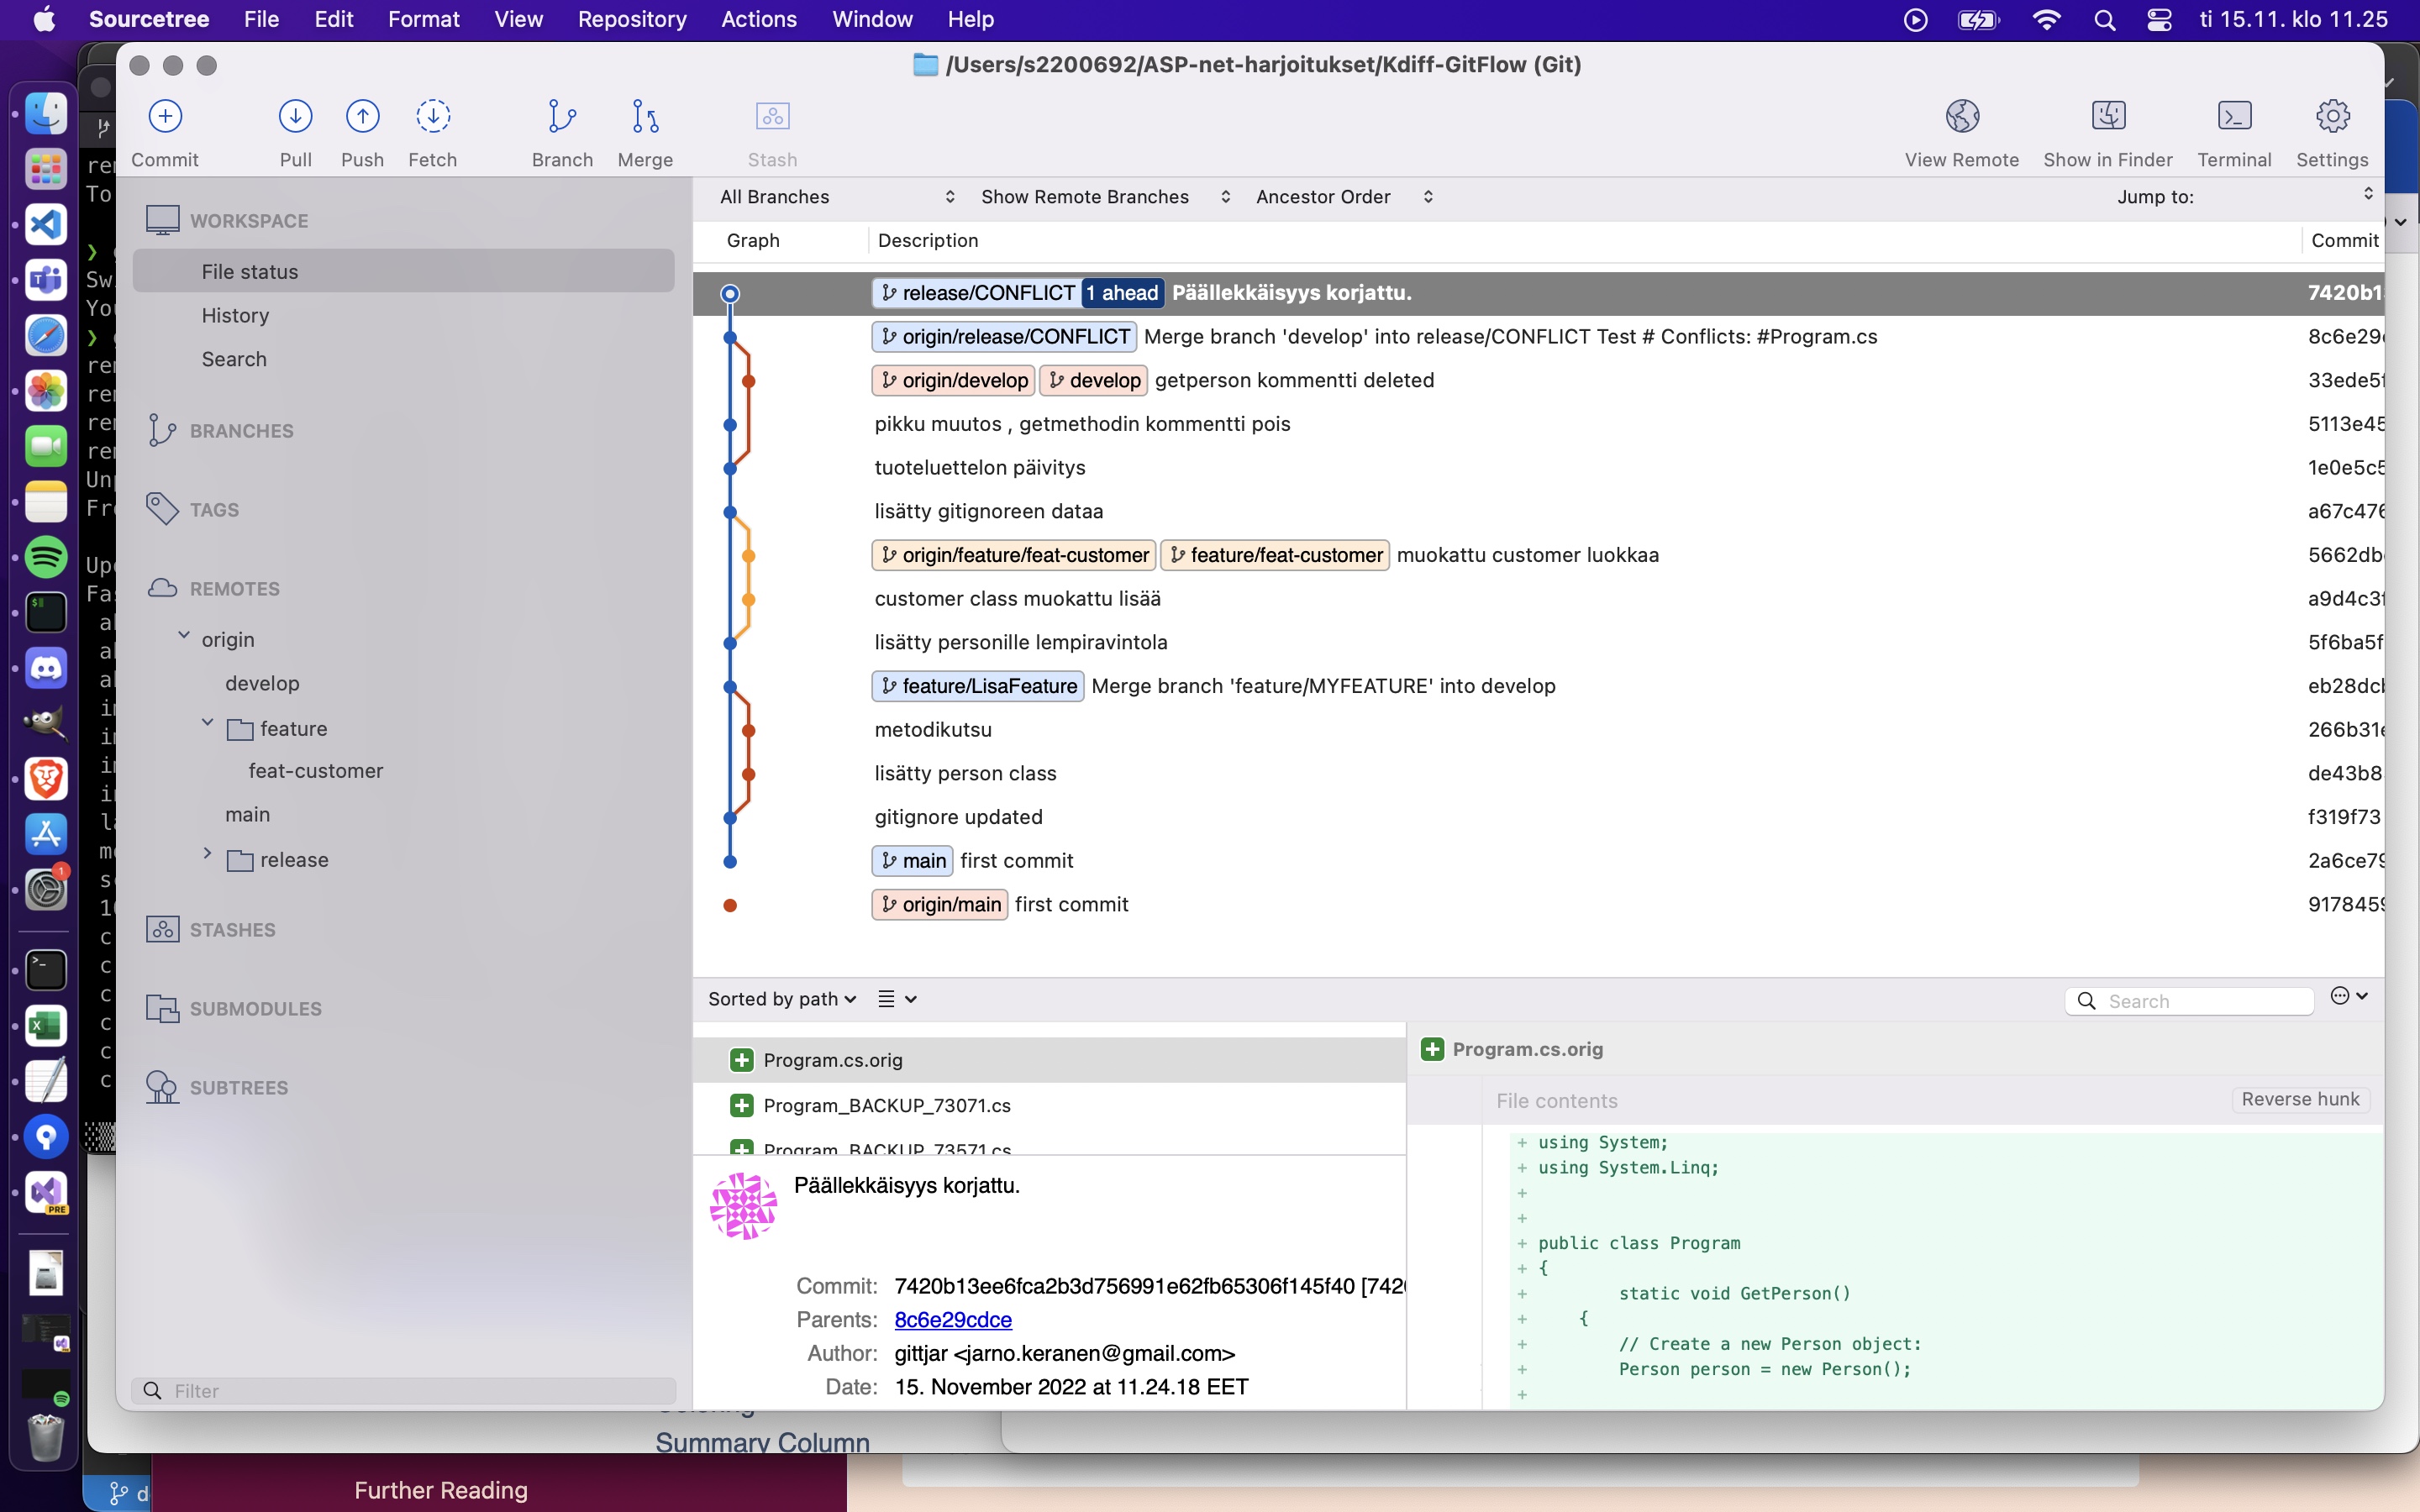 Sourcetree File Edit Format View Repository Actions Window Help ti 15.11. klo 11.25
/Users/s2200692/ASP-net-harjoitukset/Kdiff-GitFlow (Git)
Commit Pull Push Fetch Branch Merge Stash View Remote Show in Finder Terminal Settings
WORKSPACE
File status
History
Search
BRANCHES
TAGS
REMOTES
origin
develop
feature
feat-customer
main
release
STASHES
SUBMODULES
SUBTREES
Filter
All Branches Show Remote Branches Ancestor Order Jump to:
Graph Description Commit
release/CONFLICT 1 ahead Päällekkäisyys korjattu. 7420b1
origin/release/CONFLICT Merge branch 'develop' into release/CONFLICT Test # Conflicts: #Program.cs 8c6e29
origin/develop develop getperson kommentti deleted 33ede5
pikku muutos , getmethodin kommentti pois 5113e45
tuoteluettelon päivitys 1e0e5c5
lisätty gitignoreen dataa a67c476
origin/feature/feat-customer feature/feat-customer muokattu customer luokkaa 5662db
customer class muokattu lisää a9d4c3
lisätty personille lempiravintola 5f6ba5f
feature/LisaFeature Merge branch 'feature/MYFEATURE' into develop eb28dc
metodikutsu 266b31
lisätty person class de43b8
gitignore updated f319f73
main first commit 2a6ce79
origin/main first commit 9178459
Sorted by path Search
Program.cs.orig
Program_BACKUP_73071.cs
Program_BACKUP_73571.cs
Päällekkäisyys korjattu.
Commit: 7420b13ee6fca2b3d756991e62fb65306f145f40 [742
Parents: 8c6e29cdce
Author: gittjar <jarno.keranen@gmail.com>
Date: 15. November 2022 at 11.24.18 EET
Program.cs.orig
File contents Reverse hunk
+ using System;
+ using System.Linq;
+
+
+ public class Program
+ {
+ static void GetPerson()
+ {
+ // Create a new Person object:
+ Person person = new Person();
+
Summary Column
Further Reading
1
PRE